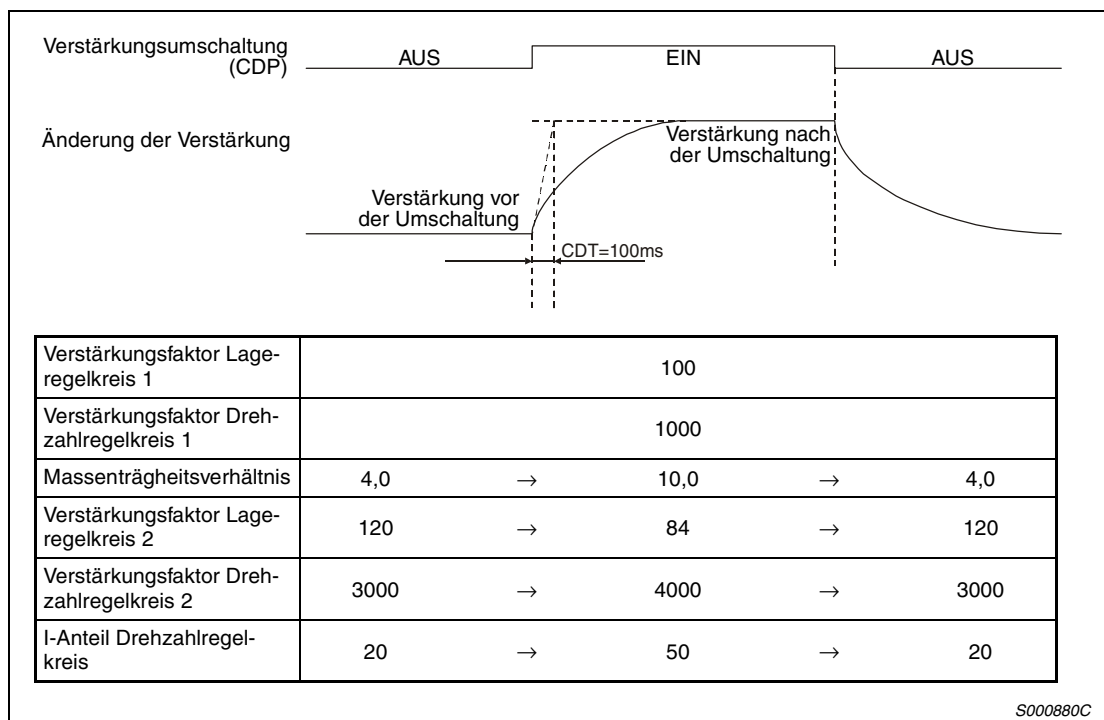 Verstärkungsumschaltung
(CDP)
AUS
EIN
AUS
Änderung der Verstärkung
Verstärkung nach
der Umschaltung
Verstärkung vor
der Umschaltung
CDT=100ms
Verstärkungsfaktor Lage-
regelkreis 1
100
Verstärkungsfaktor Dreh-
zahlregelkreis 1
1000
Massenträgheitsverhältnis 4,0 → 10,0 → 4,0
Verstärkungsfaktor Lage-
regelkreis 2
120 → 84 → 120
Verstärkungsfaktor Dreh-
zahlregelkreis 2
3000 → 4000 → 3000
I-Anteil Drehzahlregel-
kreis
20 → 50 → 20
S000880C